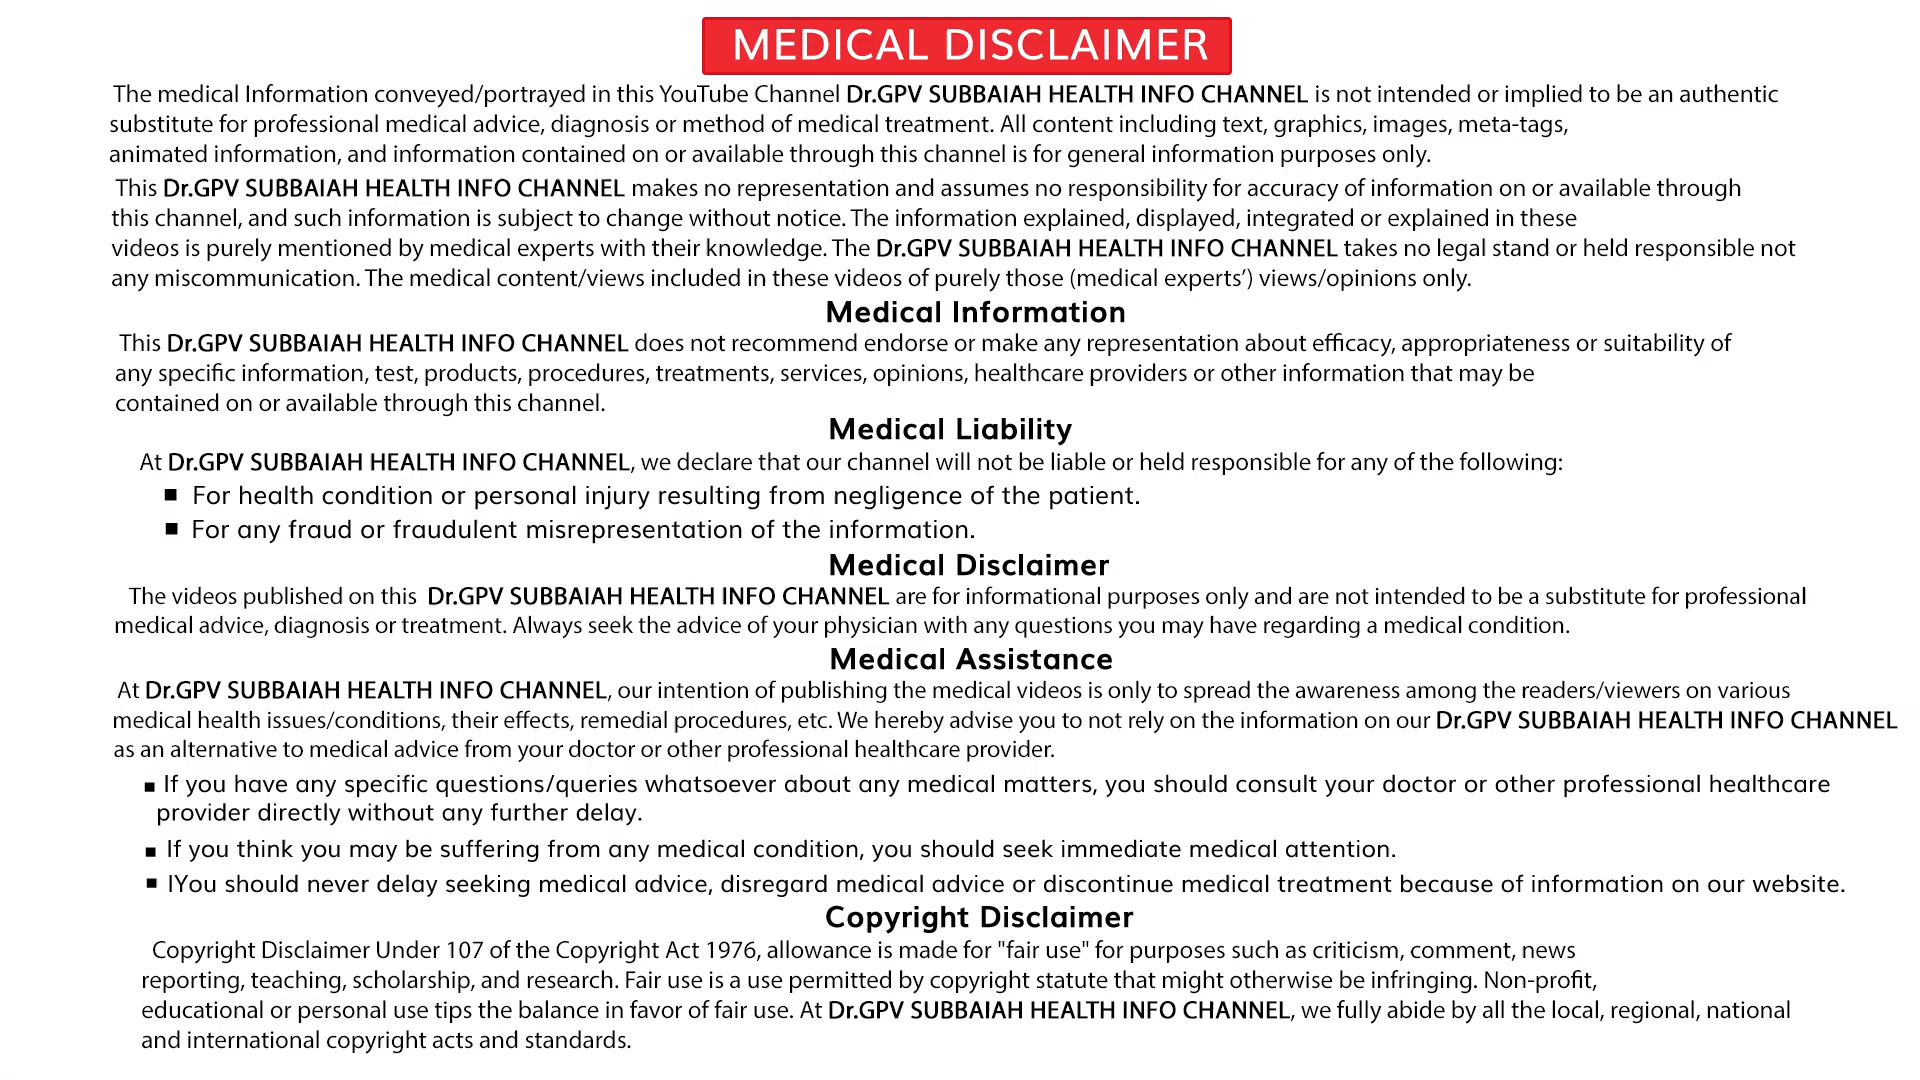 MEDICAL DISCLAIMER
The medical Information conveyed/portrayed in this YouTube Channel Dr.GPV SUBBAIAH HEALTH INFO CHANNEL is not intended or implied to be an authentic
substitute for professional medical advice, diagnosis or method of medical treatment. All content including text, graphics, images, meta-tags,
animated information, and information contained on or available through this channel is for general information purposes only.
This Dr.GPV SUBBAIAH HEALTH INFO CHANNEL makes no representation and assumes no responsibility for accuracy of information on or available through
this channel, and such information is subject to change without notice. The information explained, displayed, integrated or explained in these
videos is purely mentioned by medical experts with their knowledge. The Dr.GPV SUBBAIAH HEALTH INFO CHANNEL takes no legal stand or held responsible not
any miscommunication. The medical content/views included in these videos of purely those (medical experts’) views/opinions only.
Medical Information
This Dr.GPV SUBBAIAH HEALTH INFO CHANNEL does not recommend endorse or make any representation about efficacy, appropriateness or suitability of
any specific information, test, products, procedures, treatments, services, opinions, healthcare providers or other information that may be
contained on or available through this channel.
Medical Liability
At Dr.GPV SUBBAIAH HEALTH INFO CHANNEL, we declare that our channel will not be liable or held responsible for any of the following:
■ For health condition or personal injury resulting from negligence of the patient.
■ For any fraud or fraudulent misrepresentation of the information.
Medical Disclaimer
The videos published on this Dr.GPV SUBBAIAH HEALTH INFO CHANNEL are for informational purposes only and are not intended to be a substitute for professional
medical advice, diagnosis or treatment. Always seek the advice of your physician with any questions you may have regarding a medical condition.
Medical Assistance
At Dr.GPV SUBBAIAH HEALTH INFO CHANNEL, our intention of publishing the medical videos is only to spread the awareness among the readers/viewers on various
medical health issues/conditions, their effects, remedial procedures, etc. We hereby advise you to not rely on the information on our Dr.GPV SUBBAIAH HEALTH INFO CHANNEL
as an alternative to medical advice from your doctor or other professional healthcare provider.
■ If you have any specific questions/queries whatsoever about any medical matters, you should consult your doctor or other professional healthcare
provider directly without any further delay.
■ If you think you may be suffering from any medical condition, you should seek immediate medical attention.
■ IYou should never delay seeking medical advice, disregard medical advice or discontinue medical treatment because of information on our website.
Copyright Disclaimer
Copyright Disclaimer Under 107 of the Copyright Act 1976, allowance is made for "fair use" for purposes such as criticism, comment, news
reporting, teaching, scholarship, and research. Fair use is a use permitted by copyright statute that might otherwise be infringing. Non-profit,
educational or personal use tips the balance in favor of fair use. At Dr.GPV SUBBAIAH HEALTH INFO CHANNEL, we fully abide by all the local, regional, national
and international copyright acts and standards.